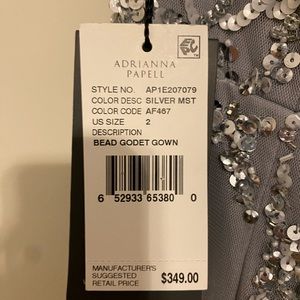 ADRIANNA
PAPELL
STYLE NO. AP1E207079
COLOR DESC SILVER MST
COLOR CODE AF467
US SIZE 2
DESCRIPTION
BEAD GODET GOWN
6 52933 65380 0
MANUFACTURER'S
SUGGESTED
RETAIL PRICE $349.00